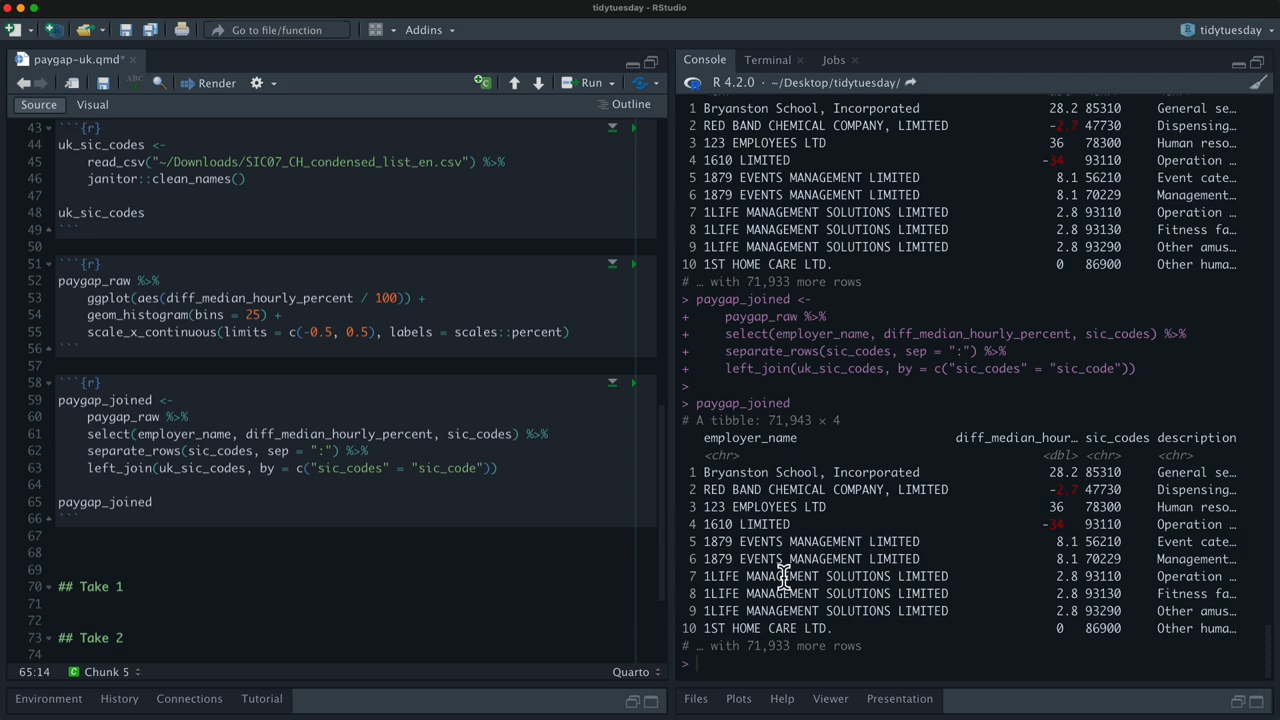 tidytuesday - RStudio
Go to file/function
Addins
tidytuesday
paygap-uk.qmd*
Render
Run
Source
Visual
Outline
43 ```{r}
44 uk_sic_codes <-
45     read_csv("~/Downloads/SIC07_CH_condensed_list_en.csv") %>%
46     janitor::clean_names()
47
48 uk_sic_codes
49 ```
50
51 ```{r}
52 paygap_raw %>%
53     ggplot(aes(diff_median_hourly_percent / 100)) +
54     geom_histogram(bins = 25) +
55     scale_x_continuous(limits = c(-0.5, 0.5), labels = scales::percent)
56 ```
57
58 ```{r}
59 paygap_joined <-
60     paygap_raw %>%
61     select(employer_name, diff_median_hourly_percent, sic_codes) %>%
62     separate_rows(sic_codes, sep = ":") %>%
63     left_join(uk_sic_codes, by = c("sic_codes" = "sic_code"))
64
65 paygap_joined
66 ```
67
68
69
70 ## Take 1
71
72
73 ## Take 2
74
65:14
Chunk 5
Quarto
Environment
History
Connections
Tutorial
Console
Terminal
Jobs
R 4.2.0 · ~/Desktop/tidytuesday/
1 Bryanston School, Incorporated 28.2 85310 General se…
2 RED BAND CHEMICAL COMPANY, LIMITED -2.7 47730 Dispensing…
3 123 EMPLOYEES LTD 36 78300 Human reso…
4 1610 LIMITED -34 93110 Operation …
5 1879 EVENTS MANAGEMENT LIMITED 8.1 56210 Event cate…
6 1879 EVENTS MANAGEMENT LIMITED 8.1 70229 Management…
7 1LIFE MANAGEMENT SOLUTIONS LIMITED 2.8 93110 Operation …
8 1LIFE MANAGEMENT SOLUTIONS LIMITED 2.8 93130 Fitness fa…
9 1LIFE MANAGEMENT SOLUTIONS LIMITED 2.8 93290 Other amus…
10 1ST HOME CARE LTD. 0 86900 Other huma…
# … with 71,933 more rows
> paygap_joined <-
+     paygap_raw %>%
+     select(employer_name, diff_median_hourly_percent, sic_codes) %>%
+     separate_rows(sic_codes, sep = ":") %>%
+     left_join(uk_sic_codes, by = c("sic_codes" = "sic_code"))
>
> paygap_joined
# A tibble: 71,943 × 4
employer_name diff_median_hour… sic_codes description
<chr> <dbl> <chr> <chr>
1 Bryanston School, Incorporated 28.2 85310 General se…
2 RED BAND CHEMICAL COMPANY, LIMITED -2.7 47730 Dispensing…
3 123 EMPLOYEES LTD 36 78300 Human reso…
4 1610 LIMITED -34 93110 Operation …
5 1879 EVENTS MANAGEMENT LIMITED 8.1 56210 Event cate…
6 1879 EVENTS MANAGEMENT LIMITED 8.1 70229 Management…
7 1LIFE MANAGEMENT SOLUTIONS LIMITED 2.8 93110 Operation …
8 1LIFE MANAGEMENT SOLUTIONS LIMITED 2.8 93130 Fitness fa…
9 1LIFE MANAGEMENT SOLUTIONS LIMITED 2.8 93290 Other amus…
10 1ST HOME CARE LTD. 0 86900 Other huma…
# … with 71,933 more rows
>
Files
Plots
Help
Viewer
Presentation